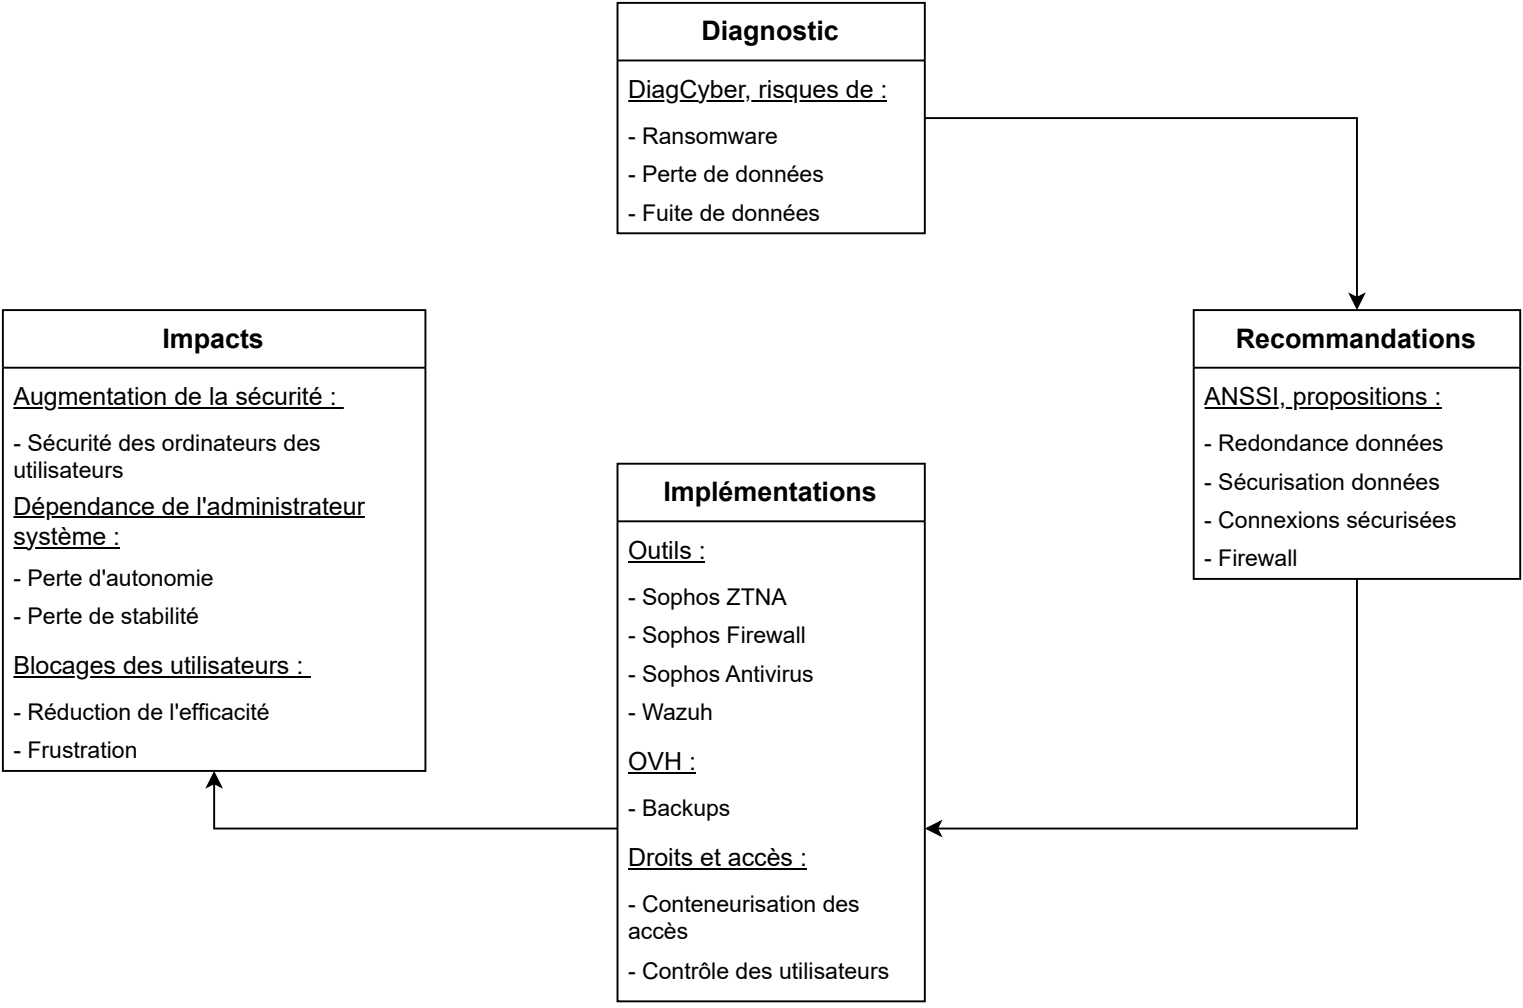 Diagnostic
DiagCyber, risques de :
- Ransomware
- Perte de données
- Fuite de données
Recommandations
ANSSI, propositions :
- Redondance données
- Sécurisation données
- Connexions sécurisées
- Firewall
Implémentations
Outils :
- Sophos ZTNA
- Sophos Firewall
- Sophos Antivirus
- Wazuh
OVH :
- Backups
Droits et accès :
- Conteneurisation des
accès
- Contrôle des utilisateurs
Impacts
Augmentation de la sécurité :
- Sécurité des ordinateurs des
utilisateurs
Dépendance de l'administrateur
système :
- Perte d'autonomie
- Perte de stabilité
Blocages des utilisateurs :
- Réduction de l'efficacité
- Frustration